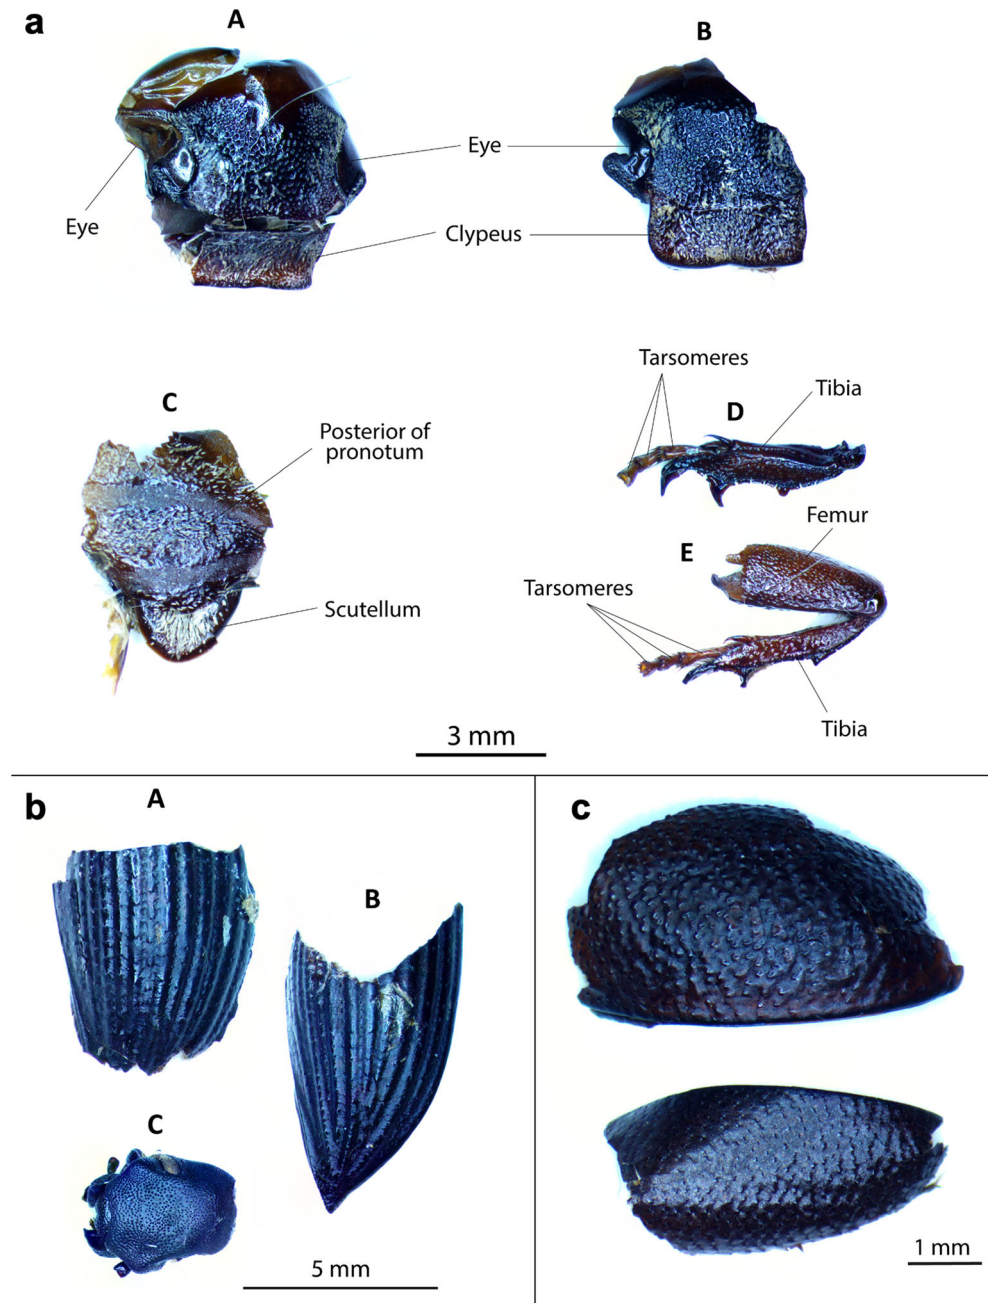 a
A
B
Eye
Eye
Clypeus
C
Posterior of
pronotum
Scutellum
Tarsomeres
Tibia
D
Femur
E
Tarsomeres
Tibia
3 mm
b
A
B
C
5 mm
c
1 mm